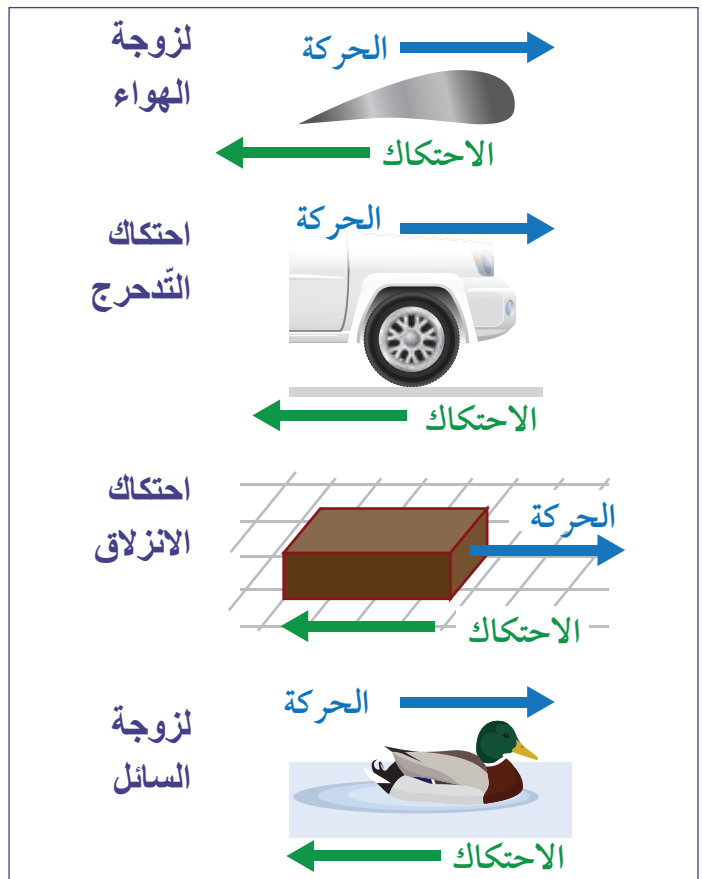 لزوجة
الهواء
الحركة
الاحتكاك
احتكاك
التّدحرج
الحركة
الاحتكاك
احتكاك
الانزلاق
الحركة
الاحتكاك
لزوجة
السائل
الحركة
الاحتكاك